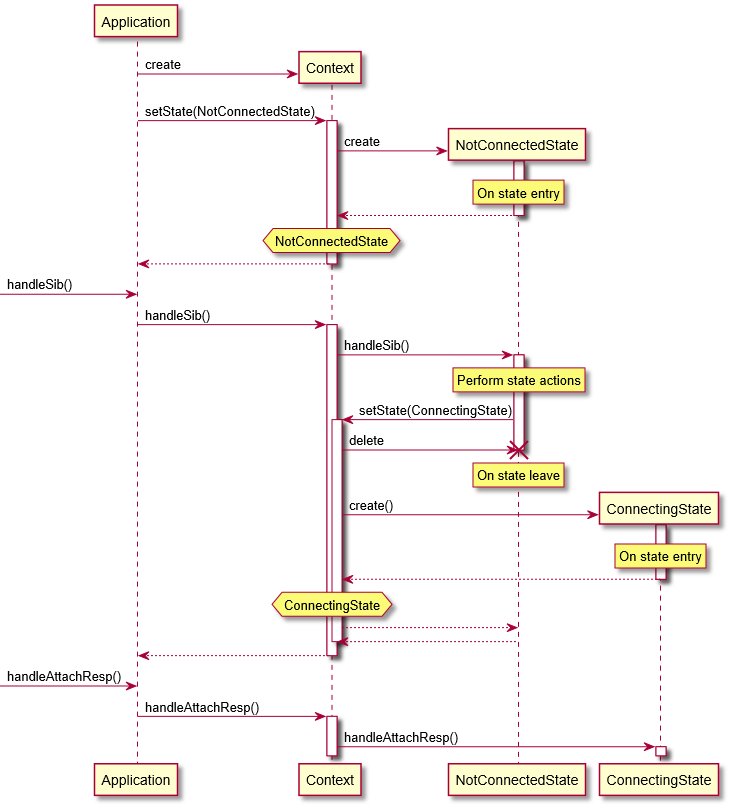 Application
create
Context
setState(NotConnectedState)
create
NotConnectedState
On state entry
NotConnectedState
handleSib()
handleSib()
handleSib()
Perform state actions
setState(ConnectingState)
delete
On state leave
create()
ConnectingState
On state entry
ConnectingState
handleAttachResp()
handleAttachResp()
handleAttachResp()
Application
Context
NotConnectedState
ConnectingState